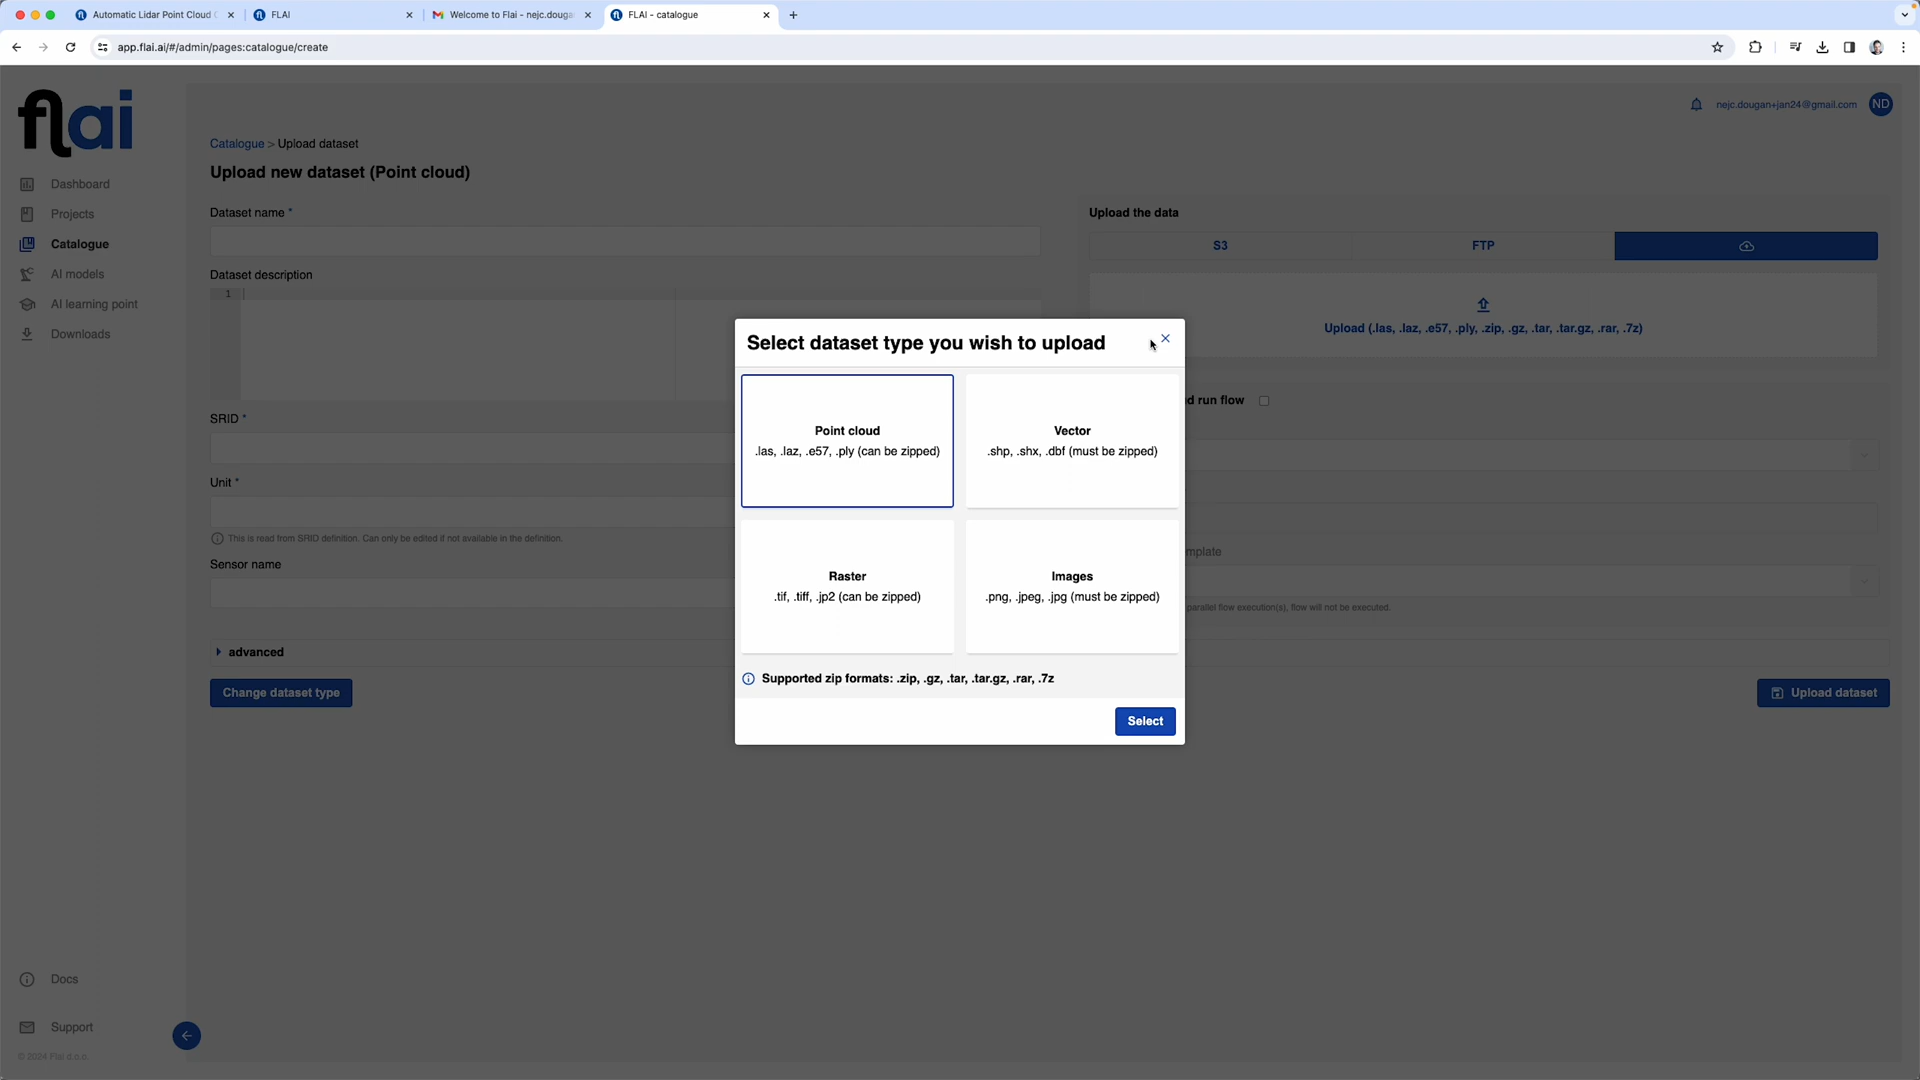 Automatic Lidar Point Cloud
FLAI
Welcome to Flai - nejc.dougan
FLAI - catalogue
app.flai.ai/#/admin/pages:catalogue/create
flai
nejc.dougan+jan24@gmail.com ND
Dashboard
Projects
Catalogue
AI models
AI learning point
Downloads
Catalogue > Upload dataset
Upload new dataset (Point cloud)
Dataset name *
Dataset description
1
SRID *
Unit *
This is read from SRID definition. Can only be edited if not available in the definition.
Sensor name
advanced
Change dataset type
Upload the data
S3 FTP
Upload (.las, .laz, .e57, .ply, .zip, .gz, .tar, .tar.gz, .rar, .7z)
run flow
parallel flow execution(s), flow will not be executed.
Upload dataset
Select dataset type you wish to upload
Point cloud
.las, .laz, .e57, .ply (can be zipped)
Vector
.shp, .shx, .dbf (must be zipped)
Raster
.tif, .tiff, .jp2 (can be zipped)
Images
.png, .jpeg, .jpg (must be zipped)
Supported zip formats: .zip, .gz, .tar, .tar.gz, .rar, .7z
Select
Docs
Support
© 2024 Flai d.o.o.